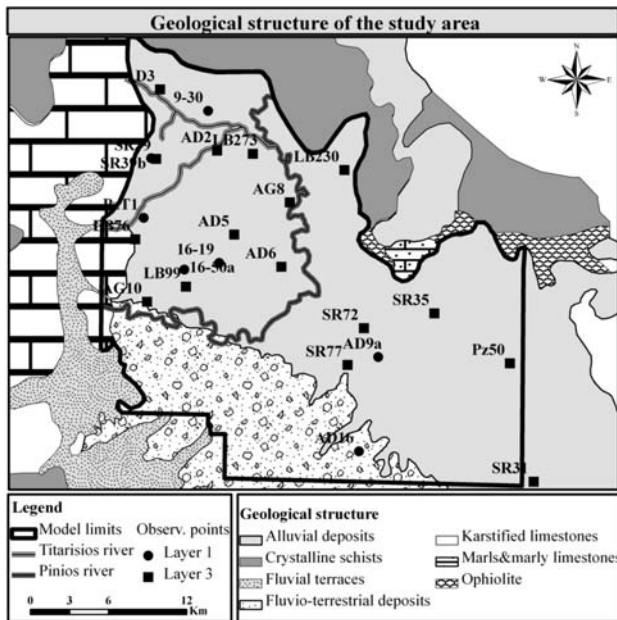 Geological structure of the study area
N
W E
S
D3
9-30
AD2 LB273
SR39b
LB230
AG8
AD5
16-19
AD6
16-50a
LB99
AG10
SR35
SR72
AD9a
SR77
Pz50
AD16
SR31
Legend
Model limits Observ. points
Titarisios river Layer 1
Pinios river Layer 3
0 3 6 12
Km
Geological structure
Alluvial deposits Karstified limestones
Crystalline schists Marls&marly limestones
Fluvial terraces Ophiolite
Fluvio-terrestrial deposits